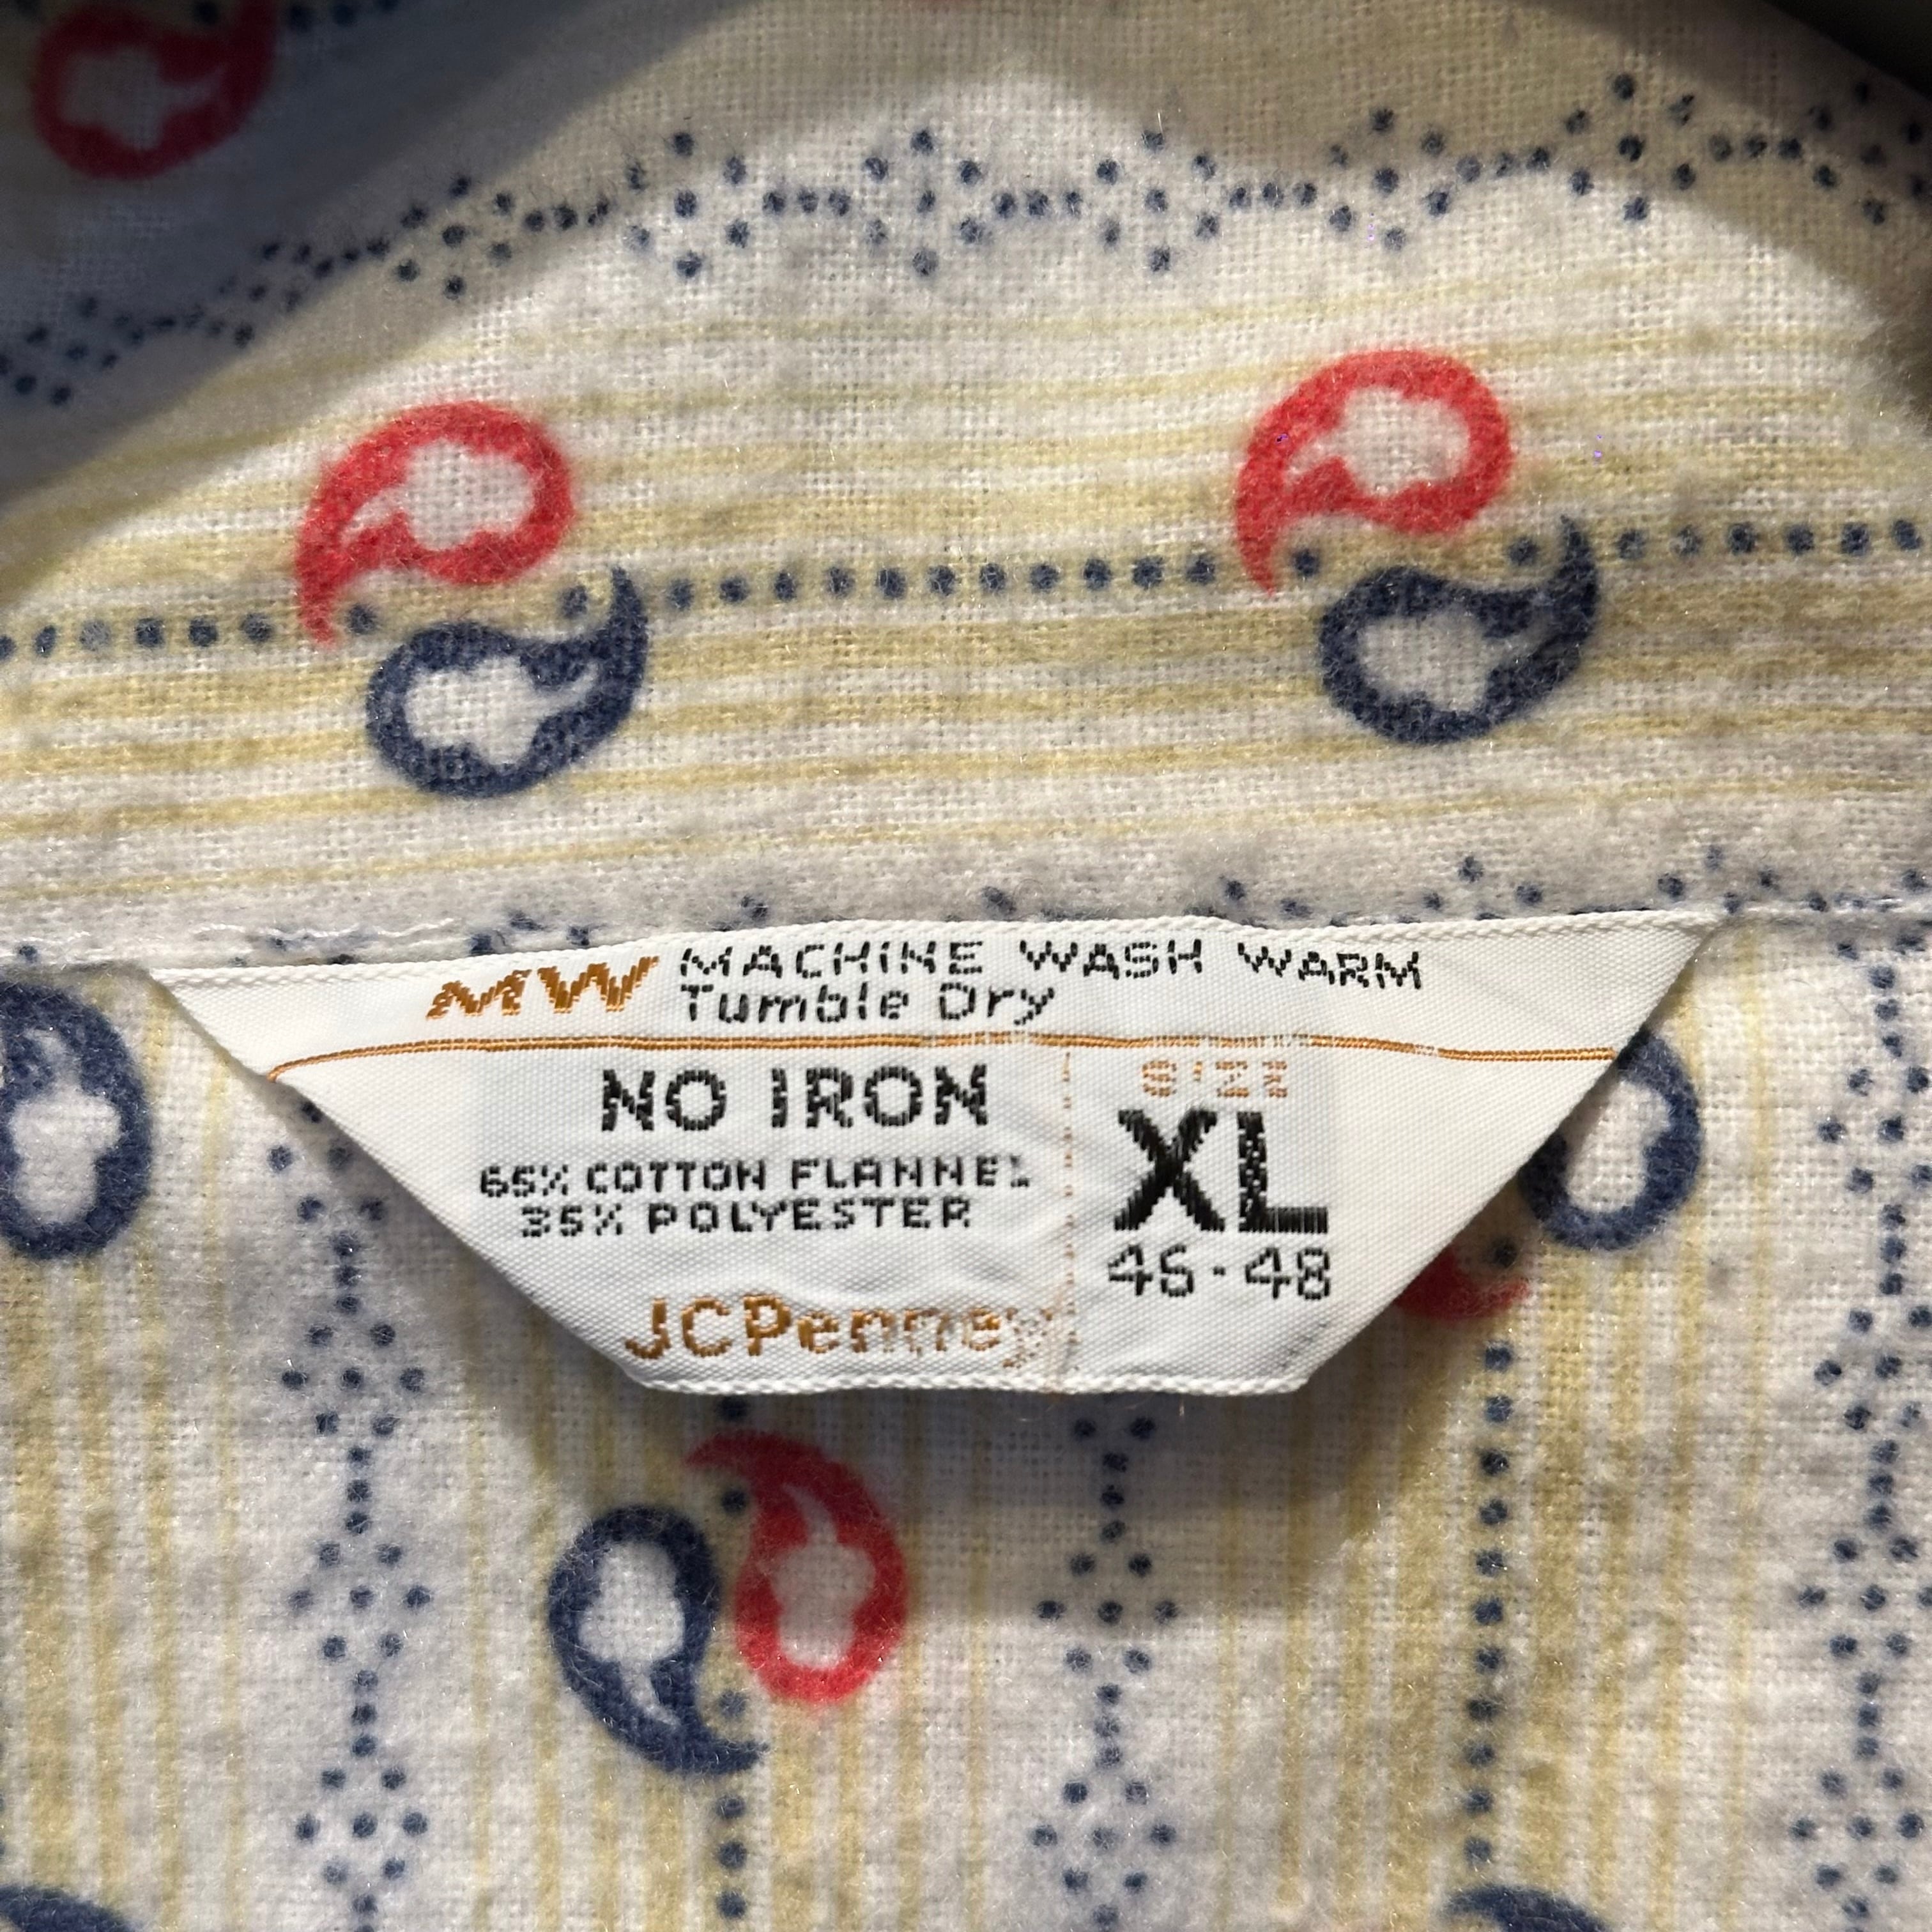 MW MACHINE WASH WARM
Tumble Dry
NO IRON
65% COTTON FLANNEL
35% POLYESTER
JCPenney
SIZE
XL
46-48